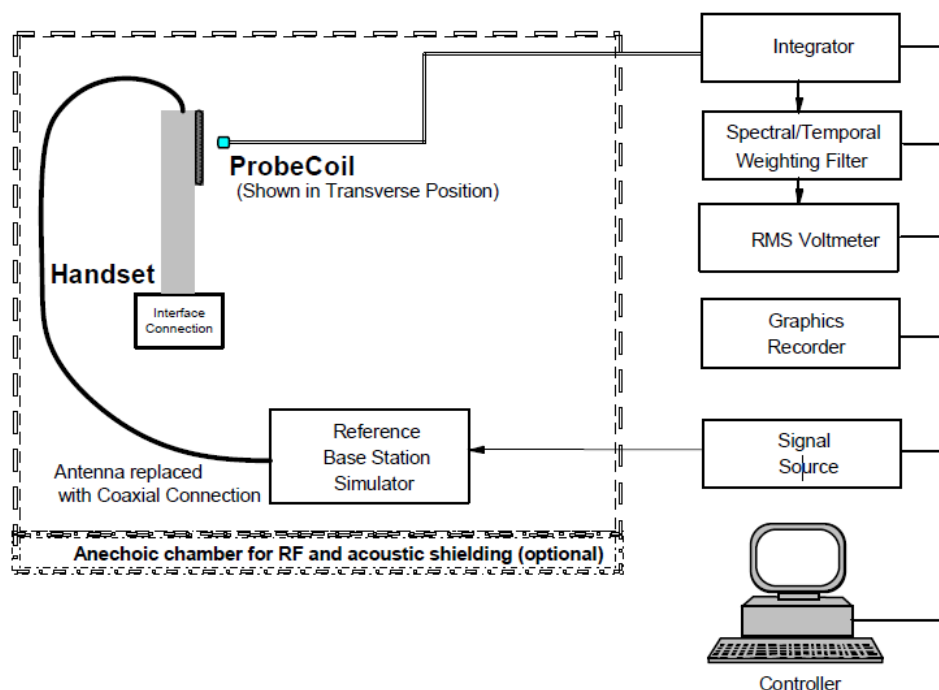 Integrator
Spectral/Temporal
Weighting Filter
ProbeCoil
(Shown in Transverse Position)
RMS Voltmeter
Handset
Interface
Connection
Graphics
Recorder
Reference
Base Station
Simulator
Signal
Source
Antenna replaced
with Coaxial Connection
Anechoic chamber for RF and acoustic shielding (optional)
Controller